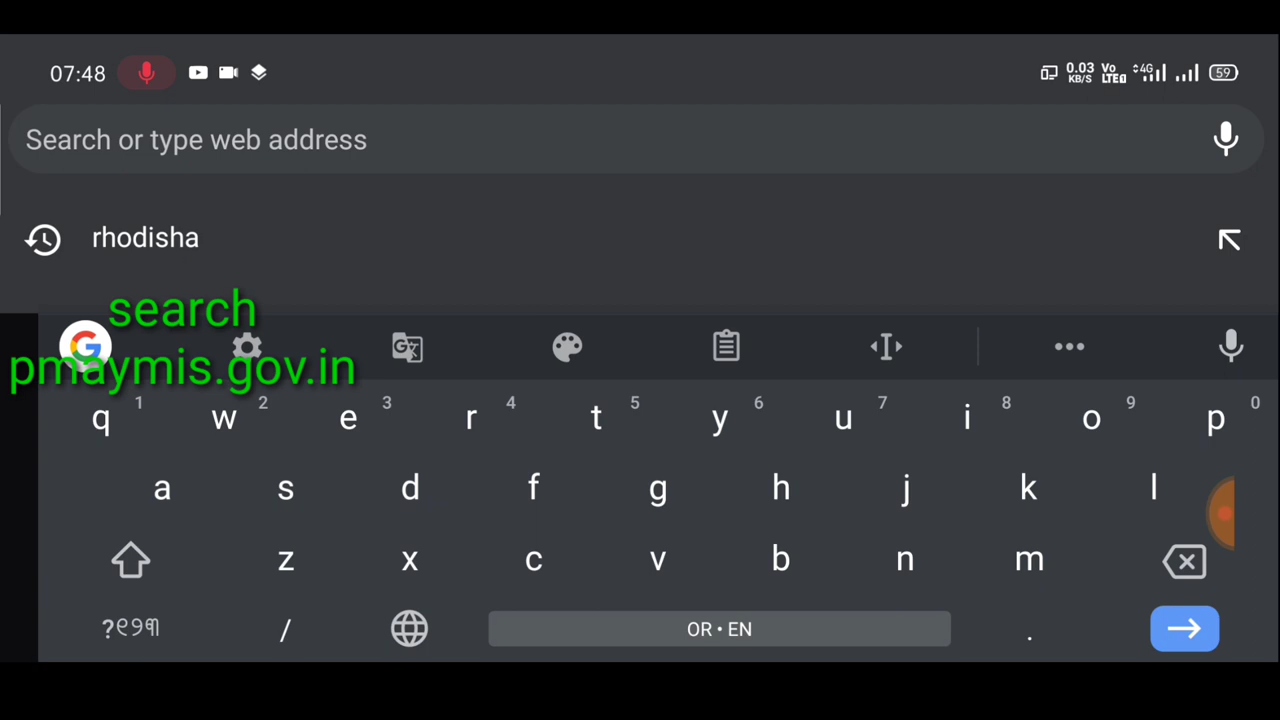 07:48
0.03 KB/S
Vo LTE
4G
59
Search or type web address
rhodisha
search
pmaymis.gov.in
q 1 w 2 e 3 r 4 t 5 y 6 u 7 i 8 o 9 p 0
a s d f g h j k l
z x c v b n m
?୧୨୩ / OR • EN .